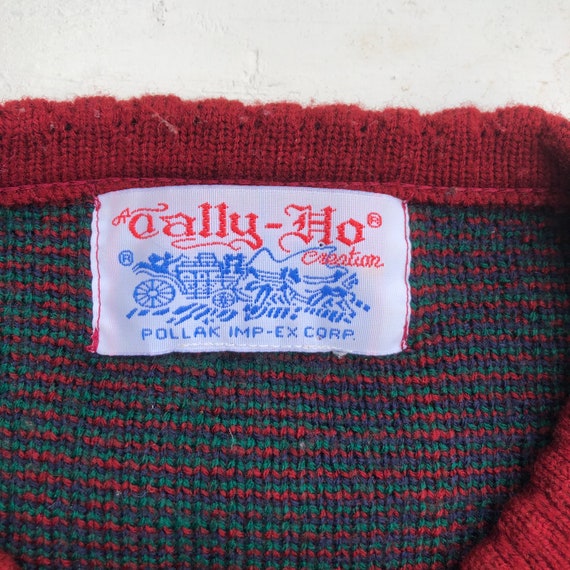 A Tally-Ho®
Creation
®
POLLAK IMP-EX CORP.